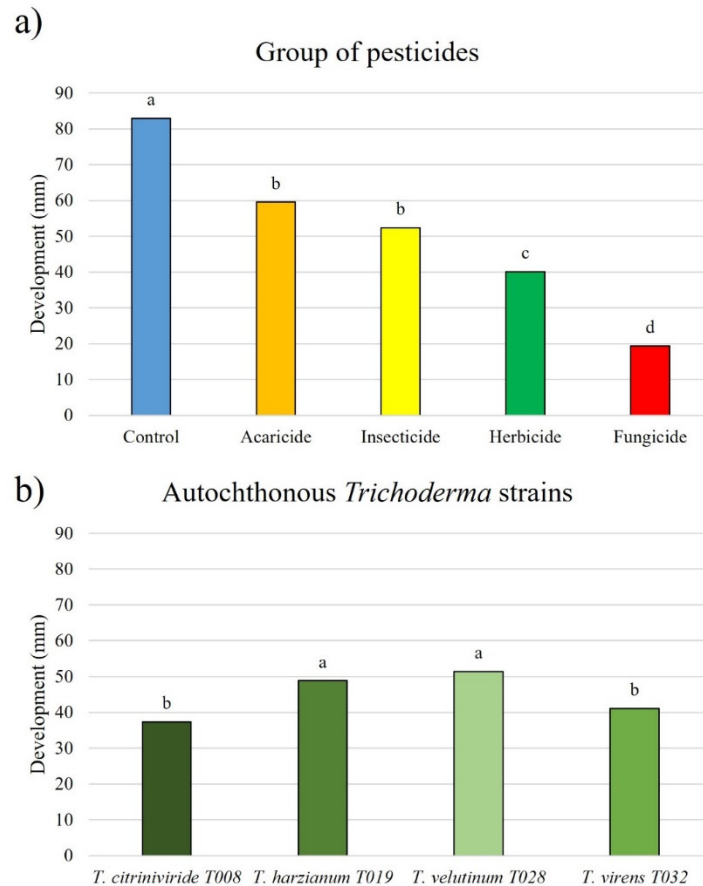 a)
Group of pesticides
Development (mm)
90
80
70
60
50
40
30
20
10
0
a
b
b
c
d
Control Acaricide Insecticide Herbicide Fungicide
b)
Autochthonous Trichoderma strains
Development (mm)
90
80
70
60
50
40
30
20
10
0
b
a
a
b
T. citriniviride T008 T. harzianum T019 T. velutinum T028 T. virens T032